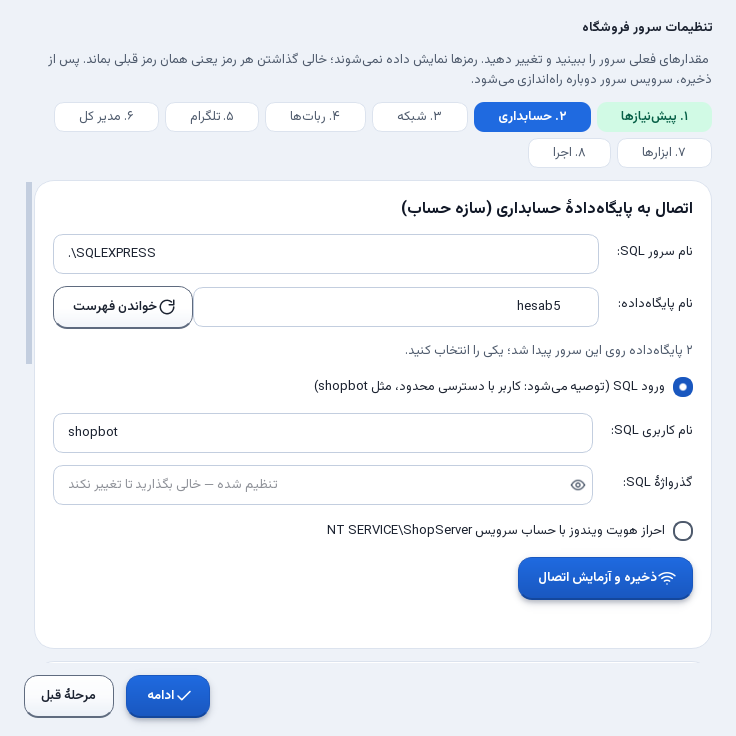 تنظیمات سرور فروشگاه
مقدارهای فعلی سرور را ببینید و تغییر دهید. رمزها نمایش داده نمی‌شوند؛ خالی گذاشتن هر رمز یعنی همان رمز قبلی بماند. پس از
ذخیره، سرویس سرور دوباره راه‌اندازی می‌شود.
۱. پیش‌نیازها
۲. حسابداری
۳. شبکه
۴. ربات‌ها
۵. تلگرام
۶. مدیر کل
۷. ابزارها
۸. اجرا
اتصال به پایگاه‌دادهٔ حسابداری (سازه حساب)
نام سرور SQL:
.\SQLEXPRESS
نام پایگاه‌داده:
hesab5
خواندن فهرست
۲ پایگاه‌داده روی این سرور پیدا شد؛ یکی را انتخاب کنید.
ورود SQL (توصیه می‌شود: کاربر با دسترسی محدود، مثل shopbot)
نام کاربری SQL:
shopbot
گذرواژهٔ SQL:
تنظیم شده — خالی بگذارید تا تغییر نکند
احراز هویت ویندوز با حساب سرویس NT SERVICE\ShopServer
ذخیره و آزمایش اتصال
ادامه
مرحلهٔ قبل